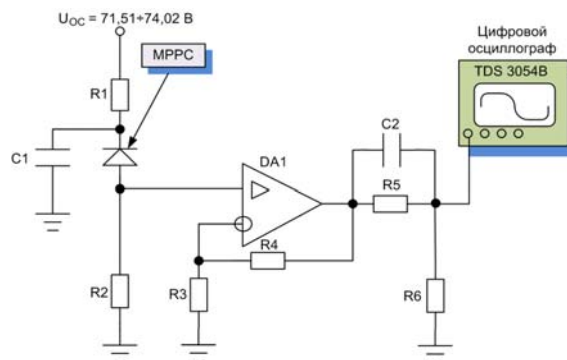 U_OC = 71,51÷74,02 В
MPPC
Цифровой
осциллограф
TDS 3054B
R1
C1
C2
DA1
R5
R4
R2
R3
R6